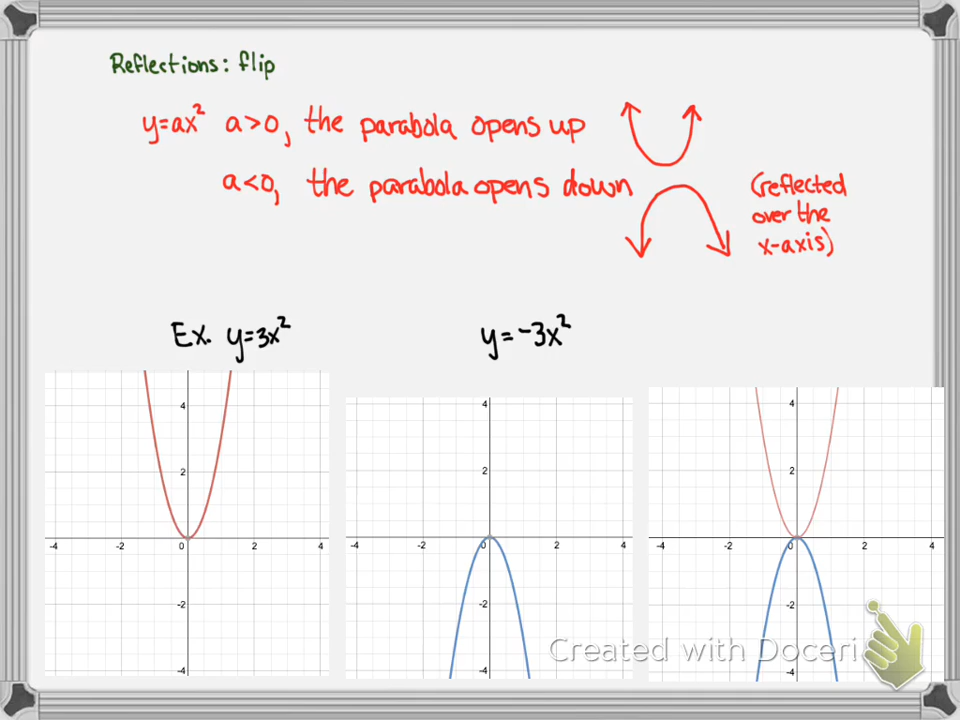 Reflections: flip
y=ax² a>0, the parabola opens up
a<0, the parabola opens down
(reflected
over the
x-axis)
Ex. y=3x²
y=-3x²
4
2
-4 -2 0 2 4
-2
-4
4
2
-4 -2 0 2 4
-2
-4
4
2
-4 -2 0 2 4
-2
-4
Created with Doceri